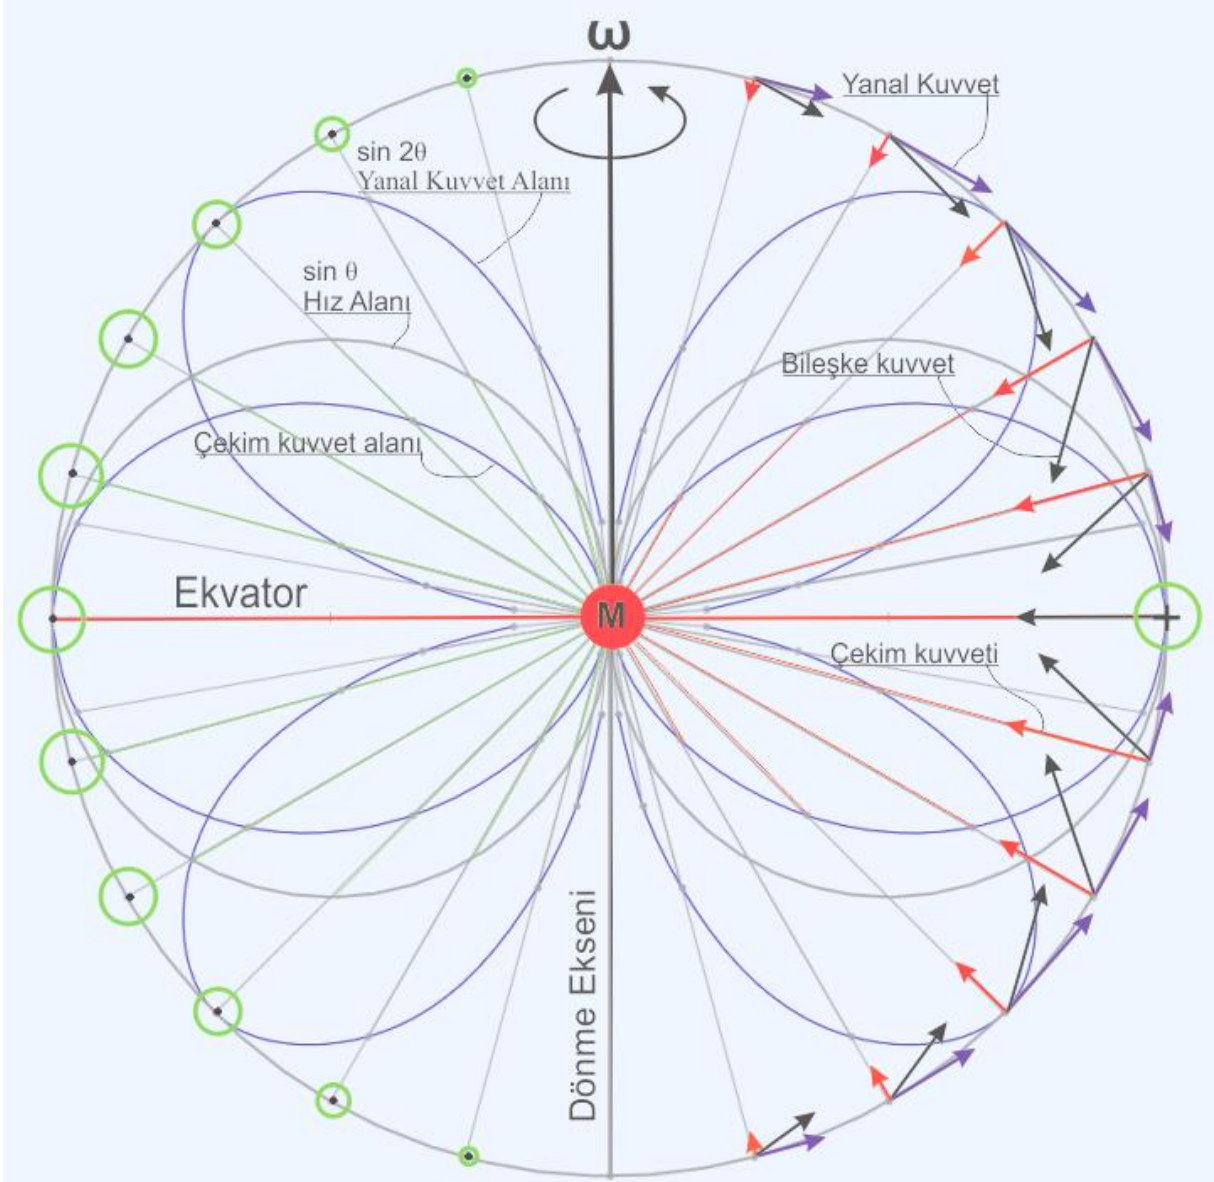 ω
Yanal Kuvvet
sin 2θ
Yanal Kuvvet Alanı
sin θ
Hız Alanı
Bileşke kuvvet
Çekim kuvvet alanı
Ekvator
M
Çekim kuvveti
Dönme Ekseni